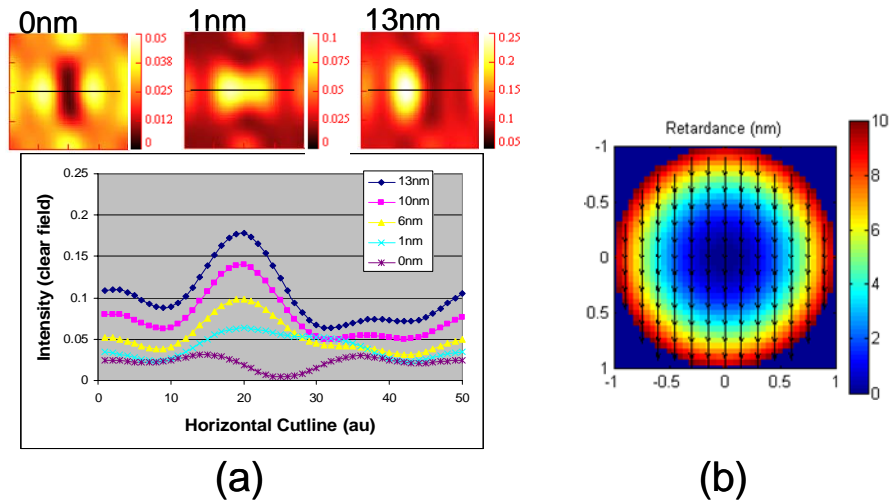 0nm 1nm 13nm
0.05 0.1 0.25
0.038 0.075 0.2
0.025 0.05 0.15
0.012 0.025 0.1
0 0 0.05
0.25
0.2
0.15
0.1
0.05
0
0 10 20 30 40 50
Intensity (clear field)
Horizontal Cutline (au)
13nm
10nm
6nm
1nm
0nm
(a)
Retardance (nm)
-1
-0.5
0
0.5
1
-1 -0.5 0 0.5 1
10
8
6
4
2
0
(b)